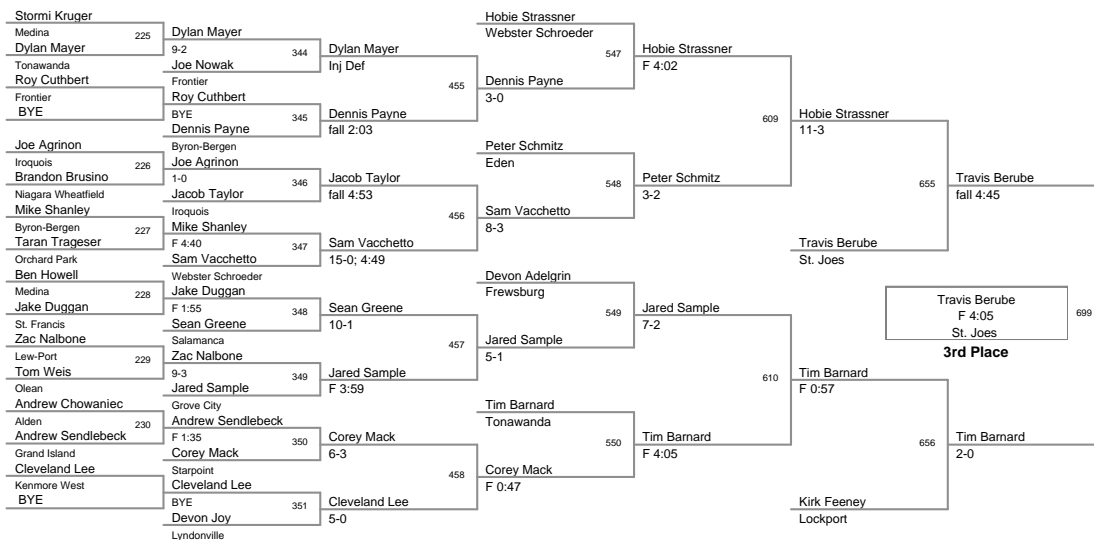 Stormi Kruger
Medina
225
Dylan Mayer
Tonawanda
Roy Cuthbert
Frontier
BYE
Joe Agrinon
Iroquois
226
Brandon Brusino
Niagara Wheatfield
Mike Shanley
Byron-Bergen
227
Taran Trageser
Orchard Park
Ben Howell
Medina
228
Jake Duggan
St. Francis
Zac Nalbone
Lew-Port
229
Tom Weis
Olean
Andrew Chowaniec
Alden
230
Andrew Sendlebeck
Grand Island
Cleveland Lee
Kenmore West
BYE
Dylan Mayer
9-2
344
Joe Nowak
Frontier
Roy Cuthbert
BYE
345
Dennis Payne
Byron-Bergen
Joe Agrinon
1-0
346
Jacob Taylor
Iroquois
Mike Shanley
F 4:40
347
Sam Vacchetto
Webster Schroeder
Jake Duggan
F 1:55
348
Sean Greene
Salamanca
Zac Nalbone
9-3
349
Jared Sample
Grove City
Andrew Sendlebeck
F 1:35
350
Corey Mack
Starpoint
Cleveland Lee
BYE
351
Devon Joy
Lyndonville
Dylan Mayer
Inj Def
455
Dennis Payne
fall 2:03
Jacob Taylor
fall 4:53
456
Sam Vacchetto
15-0; 4:49
Sean Greene
10-1
457
Jared Sample
F 3:59
Corey Mack
6-3
458
Cleveland Lee
5-0
Hobie Strassner
Webster Schroeder
547
Dennis Payne
3-0
Peter Schmitz
Eden
548
Sam Vacchetto
8-3
Devon Adelgrin
Frewsburg
549
Jared Sample
5-1
Tim Barnard
Tonawanda
550
Corey Mack
F 0:47
Hobie Strassner
F 4:02
609
Peter Schmitz
3-2
Jared Sample
7-2
610
Tim Barnard
F 4:05
Hobie Strassner
11-3
655
Travis Berube
St. Joes
Tim Barnard
F 0:57
656
Kirk Feeney
Lockport
Travis Berube
fall 4:45
Travis Berube
F 4:05
699
St. Joes
3rd Place
Tim Barnard
2-0